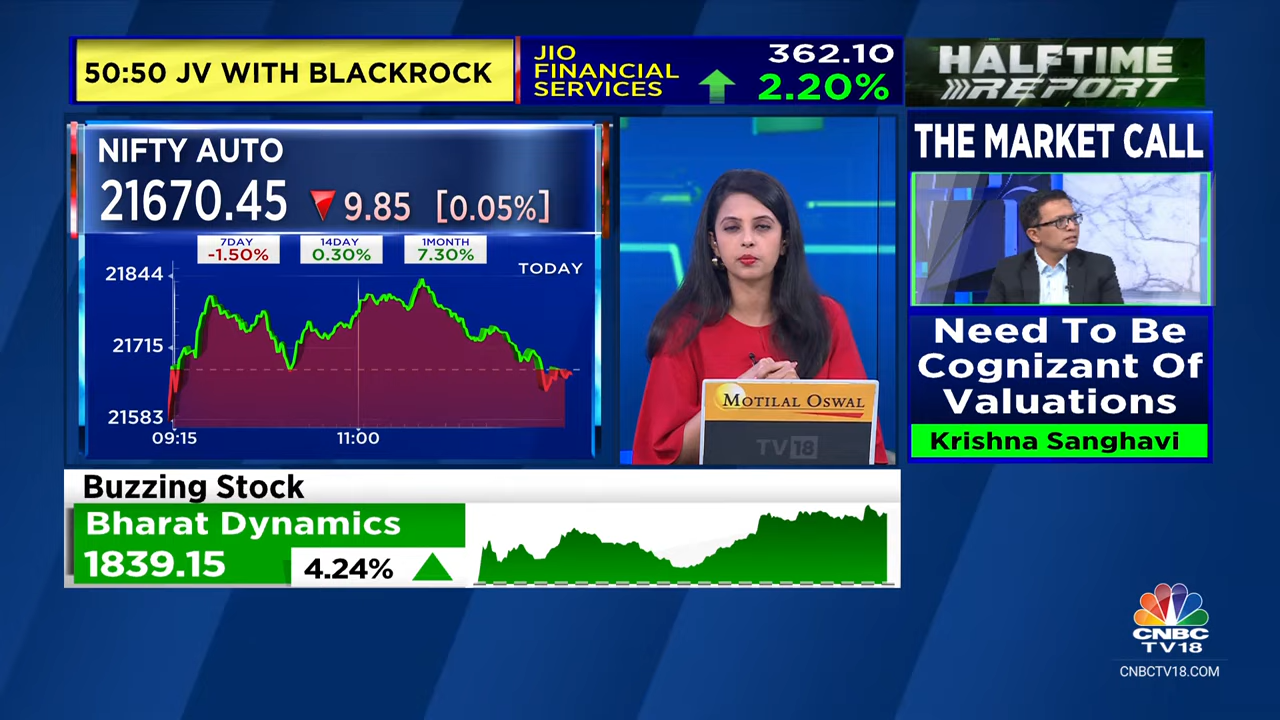 50:50 JV WITH BLACKROCK
JIO
FINANCIAL
SERVICES
362.10
2.20%
HALFTIME
REPORT
THE MARKET CALL
NIFTY AUTO
21670.45 9.85 [0.05%]
7DAY
-1.50%
14DAY
0.30%
1MONTH
7.30%
TODAY
21844
21715
21583
09:15
11:00
MOTILAL OSWAL
TV18
Need To Be
Cognizant Of
Valuations
Krishna Sanghavi
Buzzing Stock
Bharat Dynamics
1839.15
4.24%
CNBC
TV18
CNBCTV18.COM